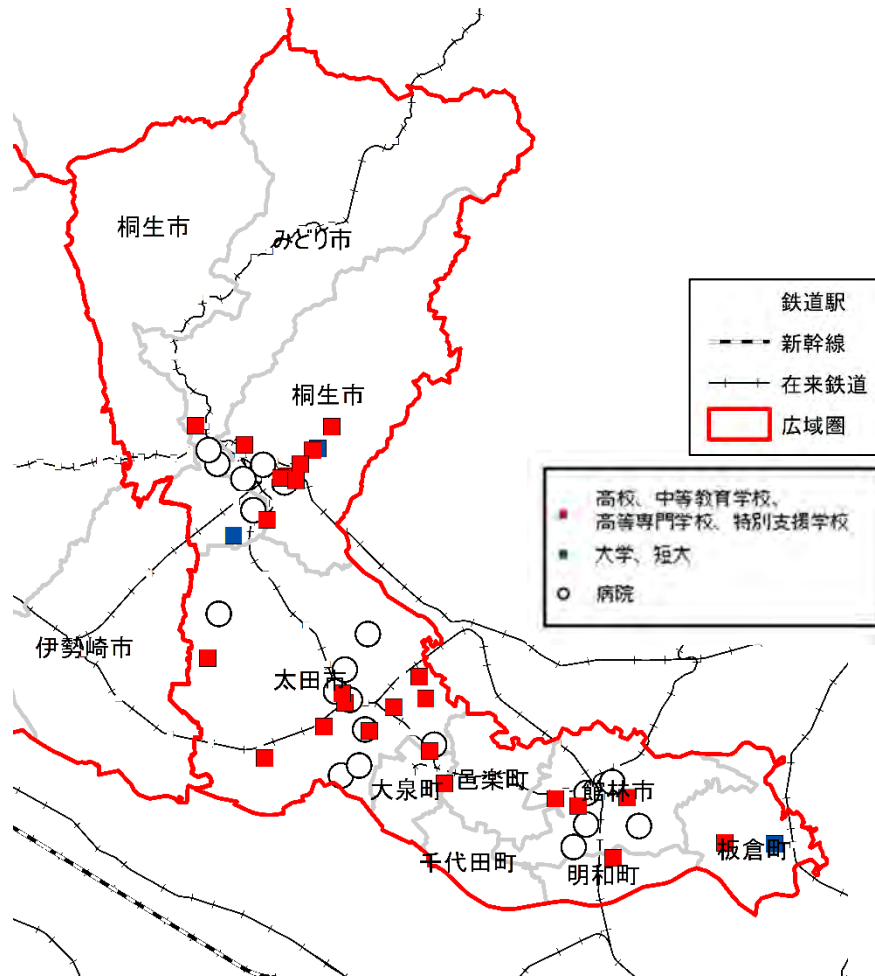 桐生市
みどり市
桐生市
鉄道駅
新幹線
在来鉄道
広域圏
高校、中等教育学校、
高等専門学校、特別支援学校
大学、短大
病院
伊勢崎市
太田市
大泉町
邑楽町
館林市
千代田町
明和町
板倉町